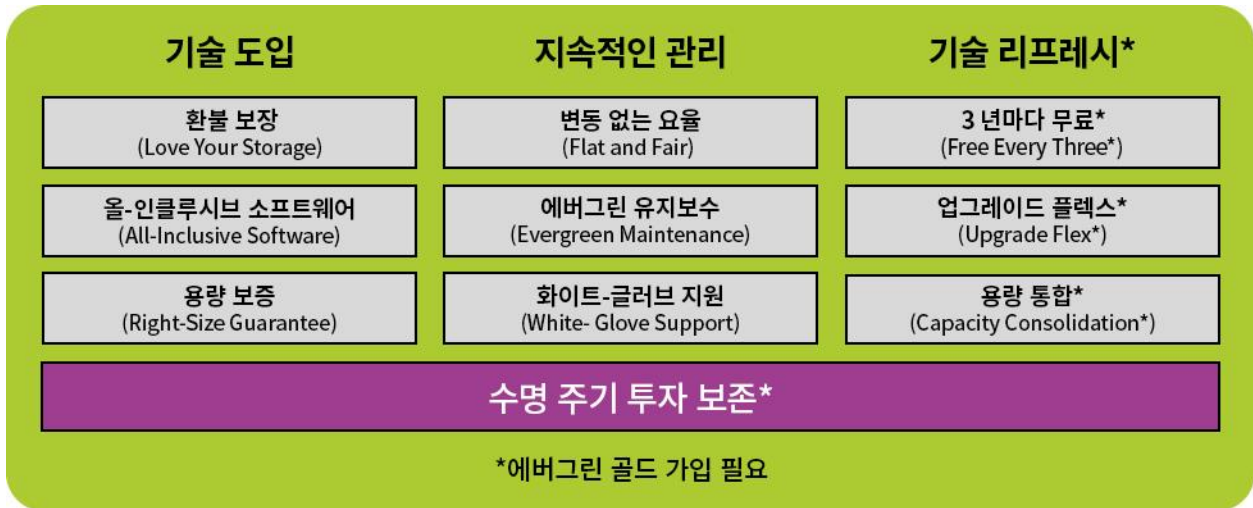 기술 도입
환불 보장
(Love Your Storage)
올-인클루시브 소프트웨어
(All-Inclusive Software)
용량 보증
(Right-Size Guarantee)
지속적인 관리
변동 없는 요율
(Flat and Fair)
에버그린 유지보수
(Evergreen Maintenance)
화이트-글러브 지원
(White- Glove Support)
기술 리프레시*
3 년마다 무료*
(Free Every Three*)
업그레이드 플렉스*
(Upgrade Flex*)
용량 통합*
(Capacity Consolidation*)
수명 주기 투자 보존*
*에버그린 골드 가입 필요